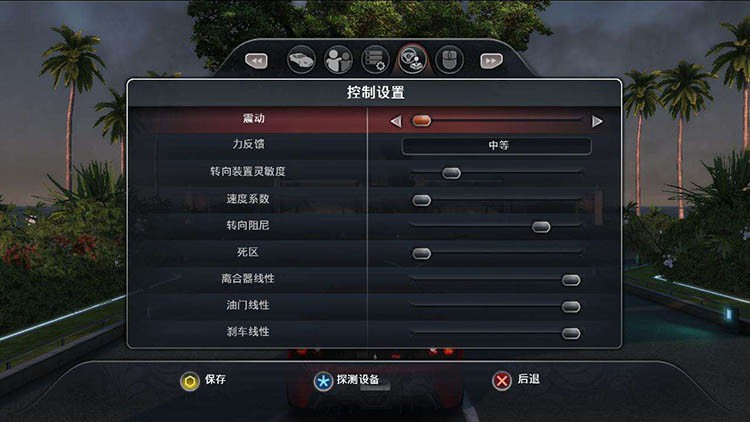 控制设置
震动
力反馈
中等
转向装置灵敏度
速度系数
转向阻尼
死区
离合器线性
油门线性
刹车线性
保存
探测设备
后退